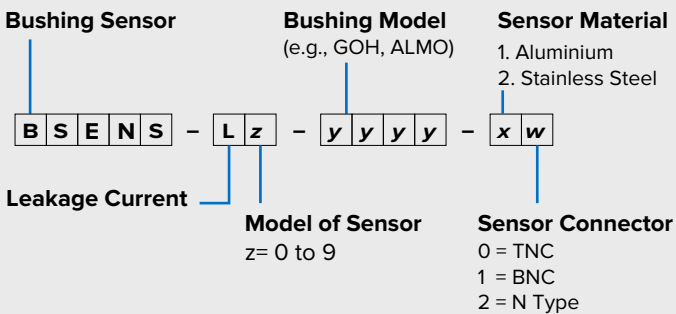 Bushing Sensor
Bushing Model
(e.g., GOH, ALMO)
Sensor Material
1. Aluminium
2. Stainless Steel
B S E N S – L z – y y y y – x w
Leakage Current
Model of Sensor
z= 0 to 9
Sensor Connector
0 = TNC
1 = BNC
2 = N Type